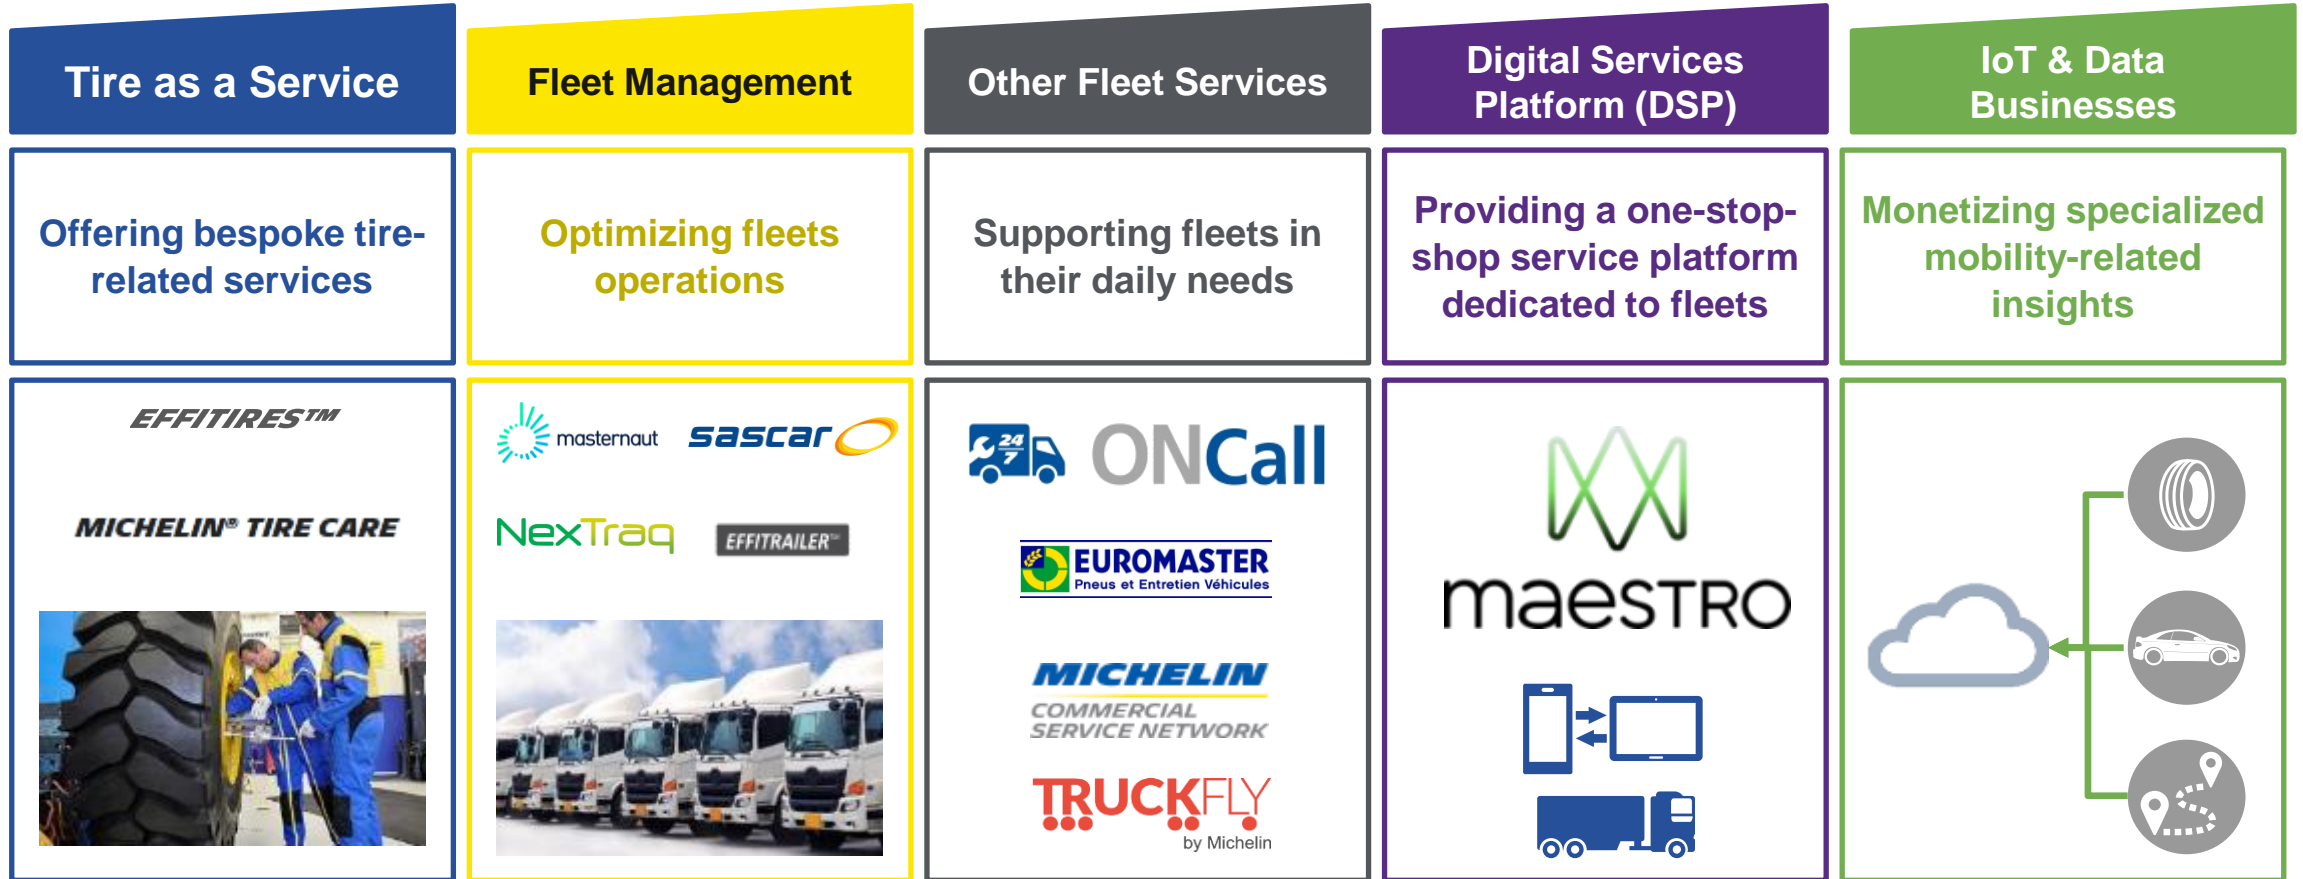 Tire as a Service
Fleet Management
Other Fleet Services
Digital Services
Platform (DSP)
IoT & Data
Businesses
Offering bespoke tire-
related services
Optimizing fleets
operations
Supporting fleets in
their daily needs
Providing a one-stop-
shop service platform
dedicated to fleets
Monetizing specialized
mobility-related
insights
EFFITIRES™
MICHELIN® TIRE CARE
masternaut
sascar
NexTraq
EFFITRAILER™
24
7
ONCall
EUROMASTER
Pneus et Entretien Véhicules
MICHELIN
COMMERCIAL
SERVICE NETWORK
TRUCKFLY
by Michelin
maestro